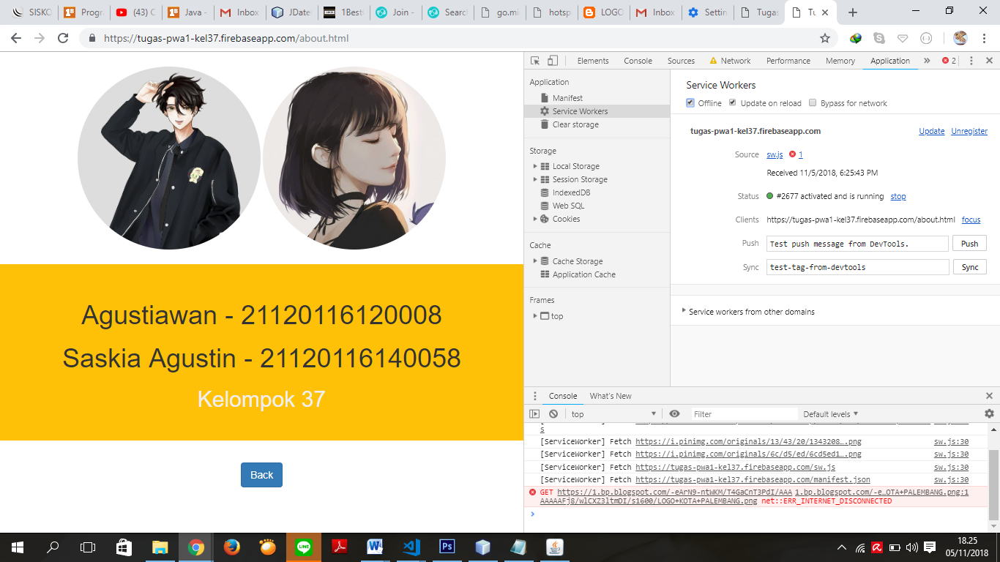 SISKO
Progr
(43) C
Java -
Inbox
JDate
1Best
Join -
Searc
go.mi
hotsp
LOGO
Inbox
Settin
Tugas
Tu
https://tugas-pwa1-kel37.firebaseapp.com/about.html
Elements Console Sources Network Performance Memory Application » 2
Application
Manifest
Service Workers
Clear storage
Storage
Local Storage
Session Storage
IndexedDB
Web SQL
Cookies
Cache
Cache Storage
Application Cache
Frames
top
Service Workers
Offline Update on reload Bypass for network
tugas-pwa1-kel37.firebaseapp.com Update Unregister
Source sw.js 1
Received 11/5/2018, 6:25:43 PM
Status #2677 activated and is running stop
Clients https://tugas-pwa1-kel37.firebaseapp.com/about.html focus
Push Test push message from DevTools. Push
Sync test-tag-from-devtools Sync
Service workers from other domains
Agustiawan - 21120116120008
Saskia Agustin - 21120116140058
Kelompok 37
Back
Console What's New
top Filter Default levels
s
[ServiceWorker] Fetch https://i.pinimg.com/originals/13/43/20/1343208….png sw.js:30
[ServiceWorker] Fetch https://i.pinimg.com/originals/6c/d5/ed/6cd5ed1….png sw.js:30
[ServiceWorker] Fetch https://tugas-pwa1-kel37.firebaseapp.com/sw.js sw.js:30
[ServiceWorker] Fetch https://tugas-pwa1-kel37.firebaseapp.com/manifest.json sw.js:30
GET https://1.bp.blogspot.com/-eArN9-ntWKM/T4GaCnT3PdI/AAA 1.bp.blogspot.com/-e…OTA+PALEMBANG.png:1
AAAAAFj8/wlCXZ3ltmDI/s1600/LOGO+KOTA+PALEMBANG.png net::ERR_INTERNET_DISCONNECTED
LINE
18.25
05/11/2018